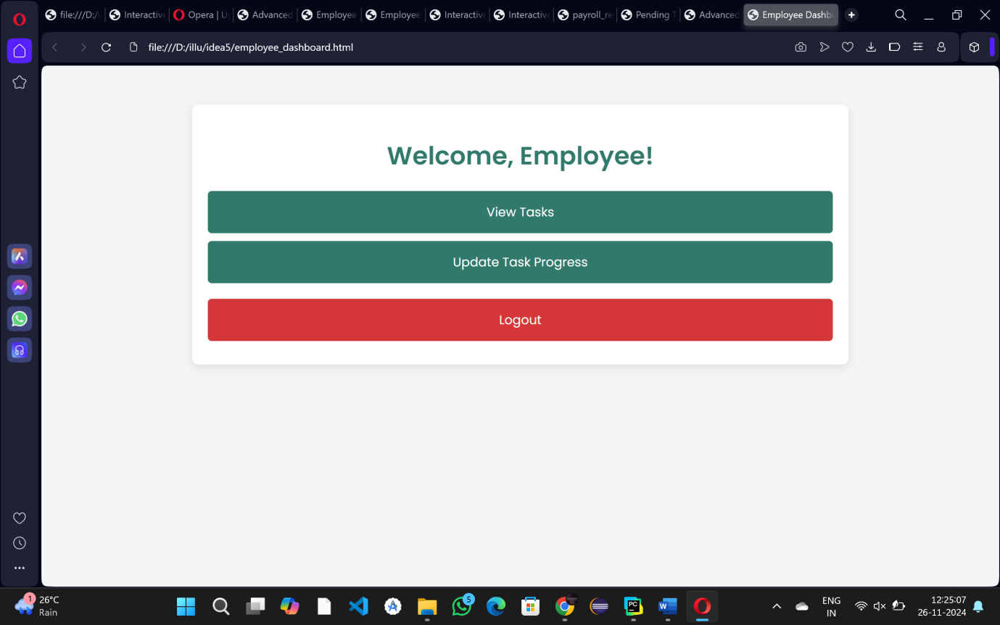 file:///D:/i
Interactive
Opera | U
Advanced
Employee
Employee
Interactive
Interactive
payroll_re
Pending T
Advanced
Employee Dashb
file:///D:/illu/idea5/employee_dashboard.html
Welcome, Employee!
View Tasks
Update Task Progress
Logout
1
26°C
Rain
5
PC
W
ENG
IN
12:25:07
26-11-2024